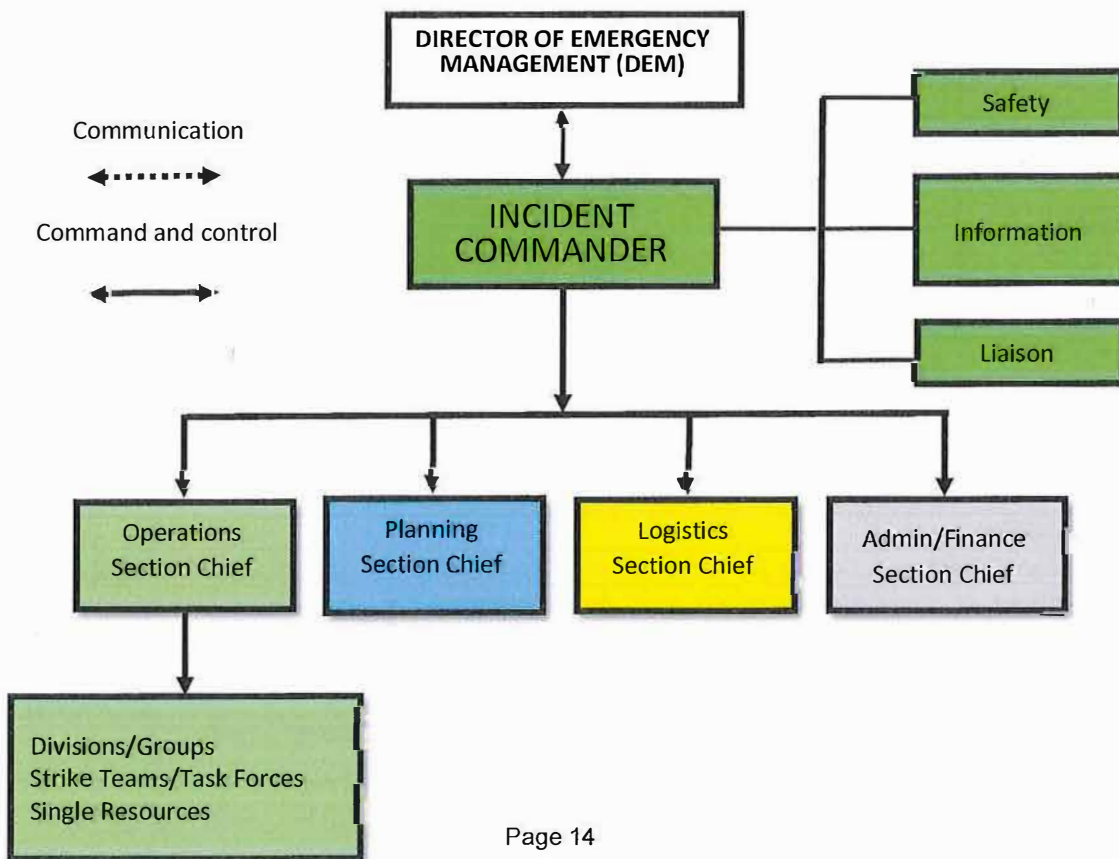 DIRECTOR OF EMERGENCY
MANAGEMENT (DEM)
Safety
Communication
INCIDENT
COMMANDER
Information
Command and control
Liaison
Operations
Section Chief
Planning
Section Chief
Logistics
Section Chief
Admin/Finance
Section Chief
Divisions/Groups
Strike Teams/Task Forces
Single Resources
Page 14